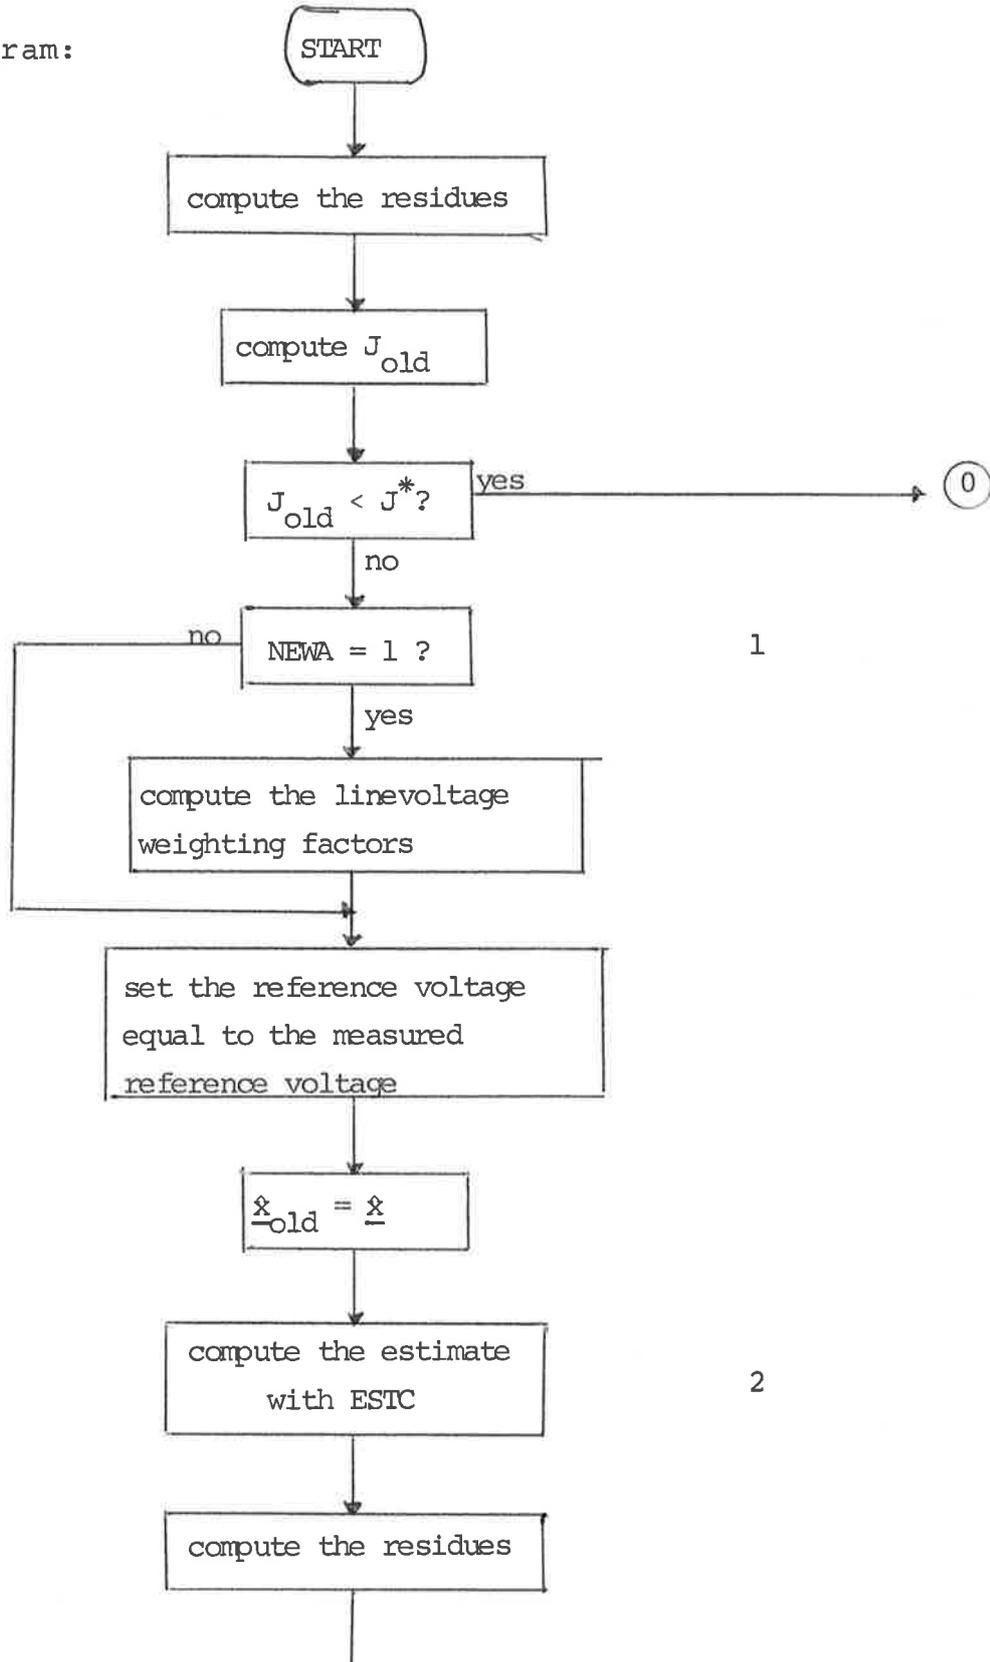 ram:
START
compute the residues
compute J_old
J_old < J*?
yes
0
no
no
NEWA = 1 ?
1
yes
compute the linevoltage
weighting factors
set the reference voltage
equal to the measured
reference voltage
x̂_old = x̂
compute the estimate
with ESTC
2
compute the residues